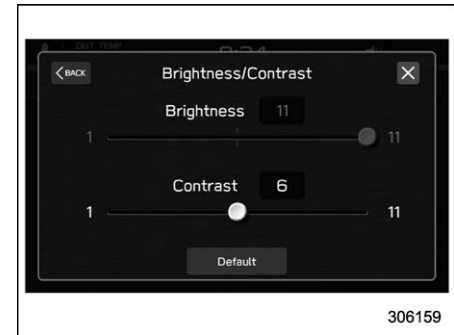 OUT TEMP
< BACK Brightness/Contrast
Brightness 11
1 11
Contrast 6
1 11
Default
306159